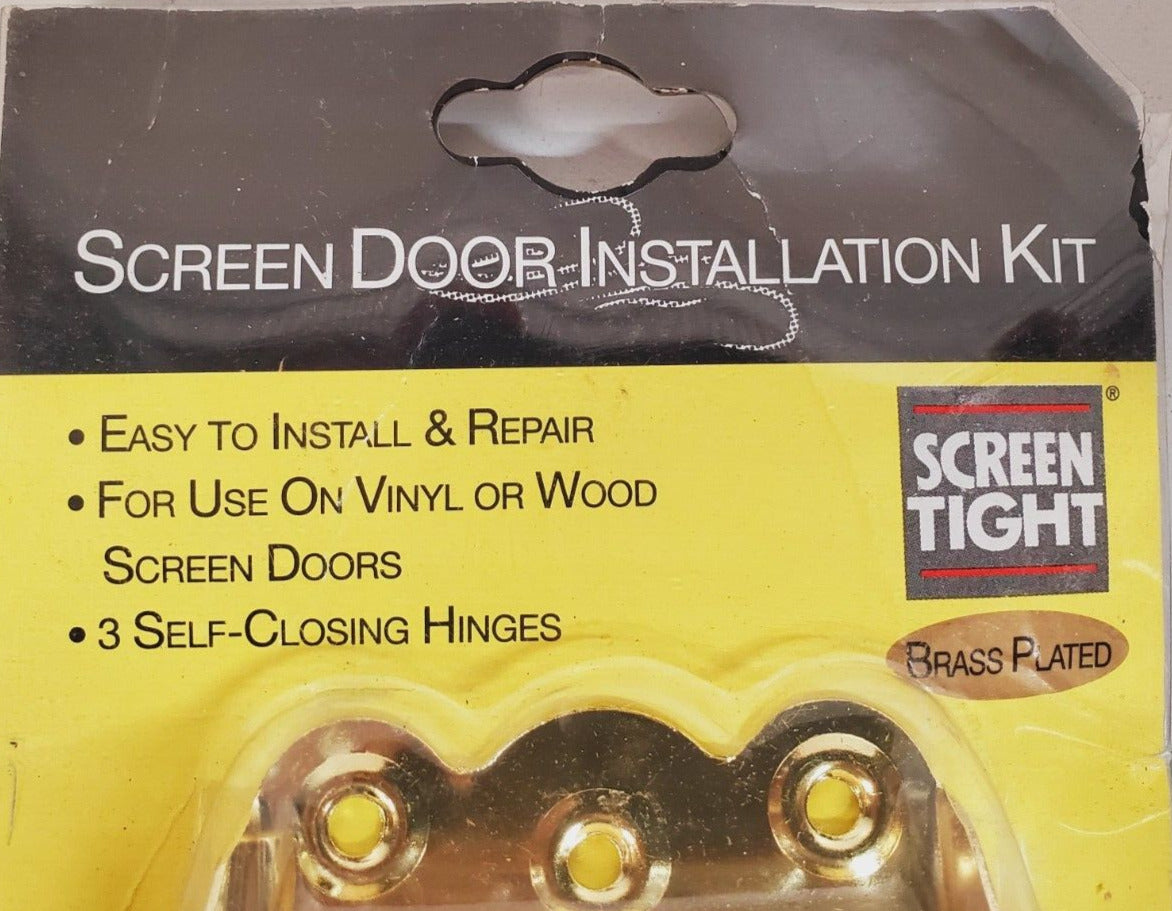 SCREEN DOOR INSTALLATION KIT
• EASY TO INSTALL & REPAIR
• FOR USE ON VINYL OR WOOD
SCREEN DOORS
• 3 SELF-CLOSING HINGES
SCREEN
TIGHT
®
BRASS PLATED